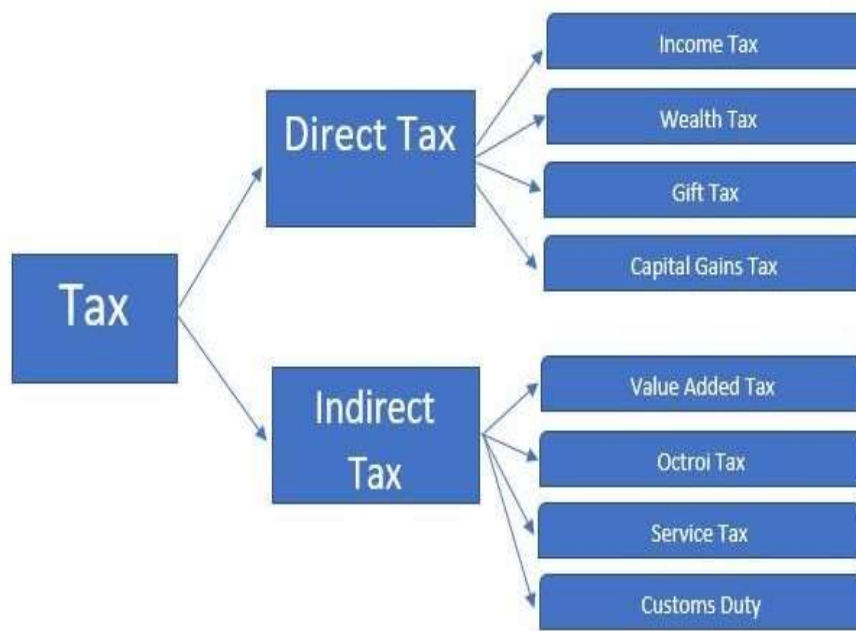 Tax
Direct Tax
Income Tax
Wealth Tax
Gift Tax
Capital Gains Tax
Indirect
Tax
Value Added Tax
Octroi Tax
Service Tax
Customs Duty